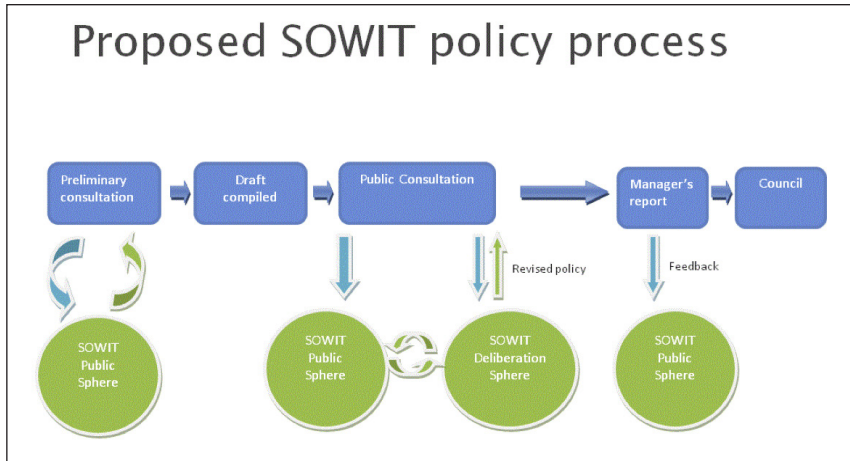 Proposed SOWIT policy process
Preliminary
consultation
Draft
compiled
Public Consultation
Manager's
report
Council
Revised policy
Feedback
SOWIT
Public
Sphere
SOWIT
Public
Sphere
SOWIT
Deliberation
Sphere
SOWIT
Public
Sphere